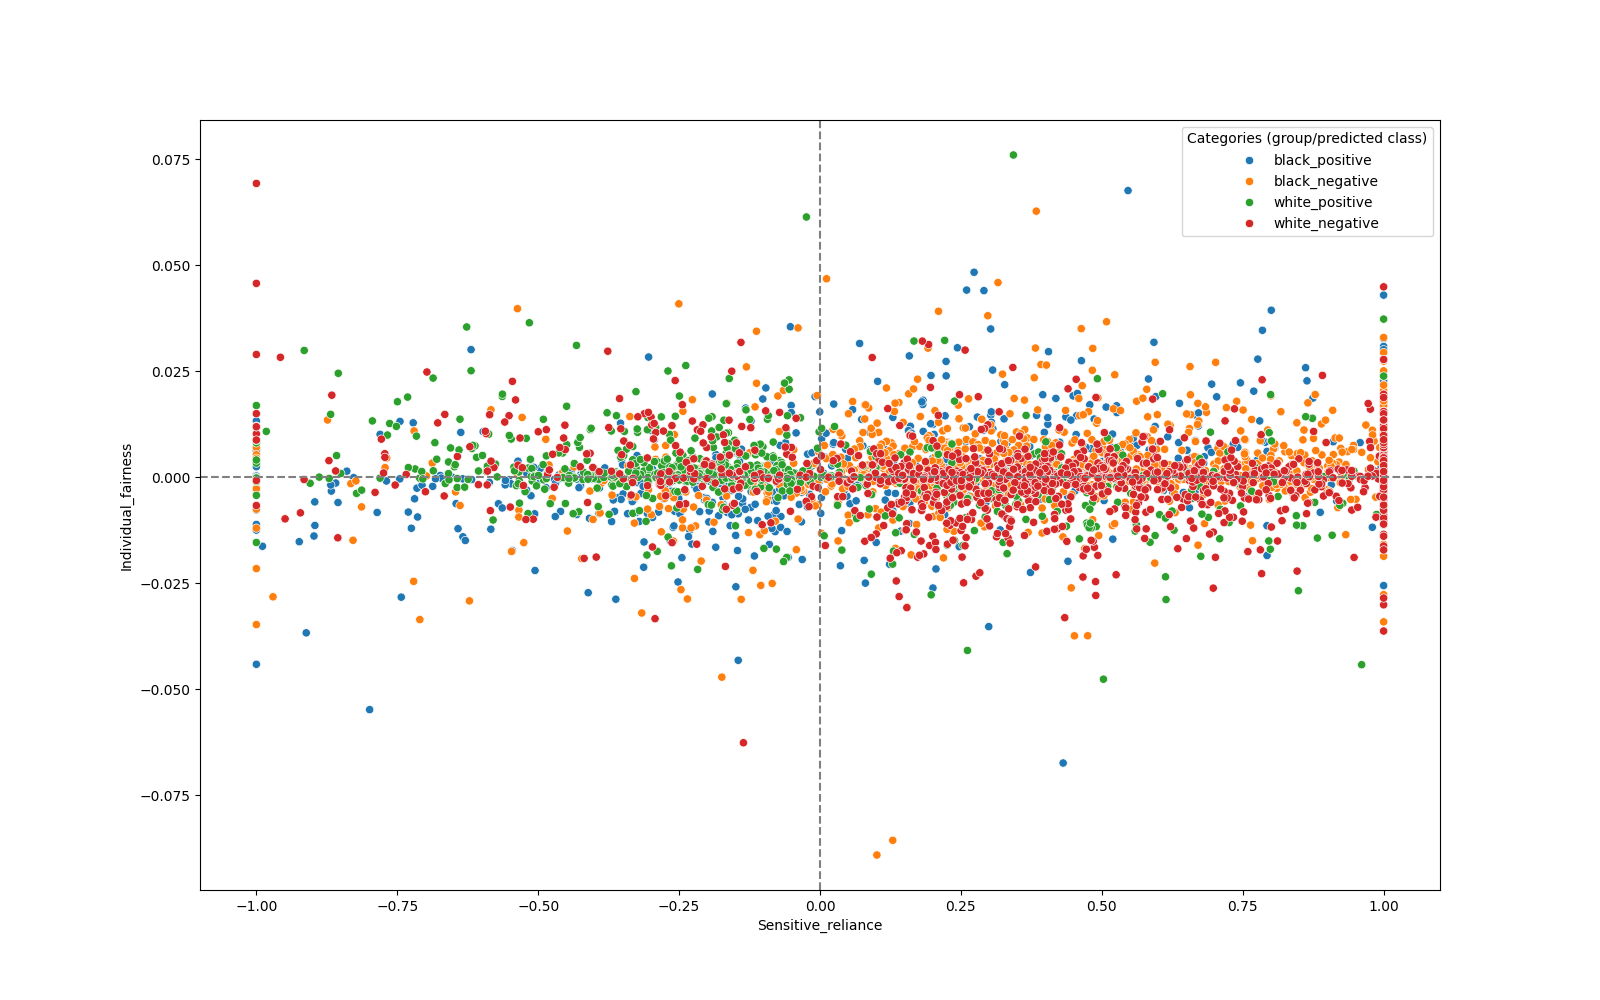 Categories (group/predicted class)
black_positive
black_negative
white_positive
white_negative
0.075
0.050
0.025
0.000
−0.025
−0.050
−0.075
Individual_fairness
−1.00
−0.75
−0.50
−0.25
0.00
0.25
0.50
0.75
1.00
Sensitive_reliance